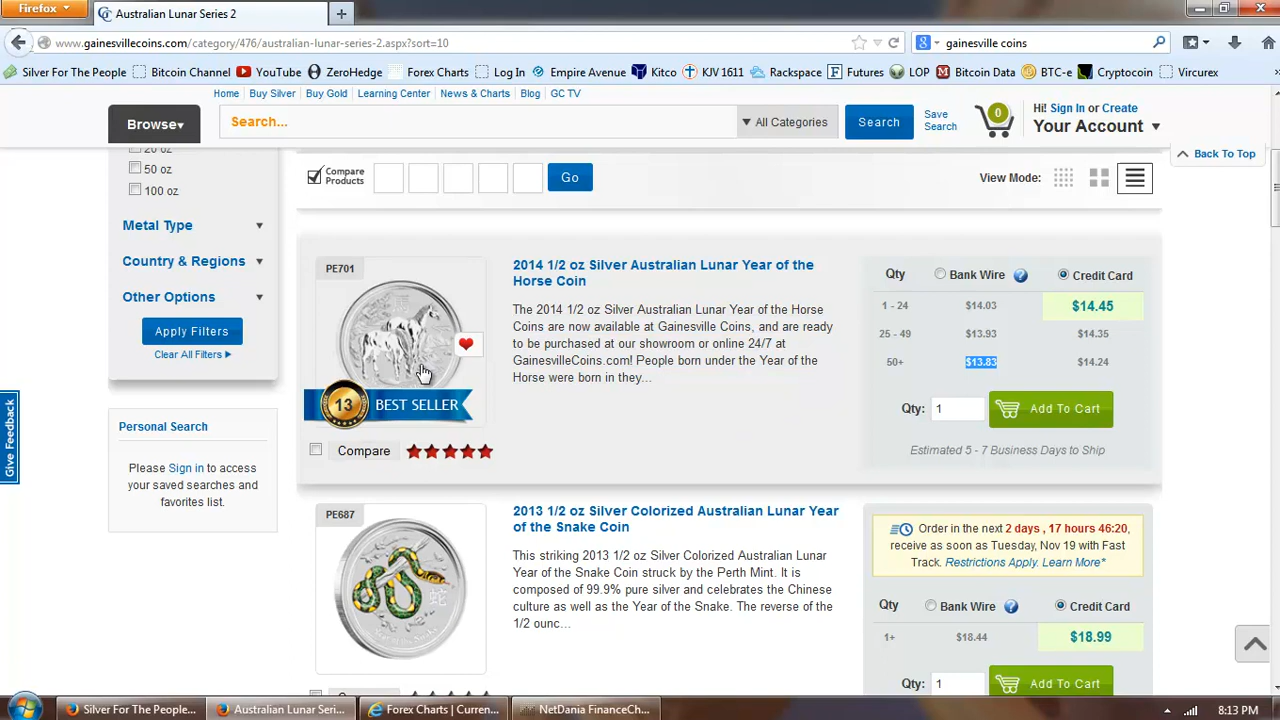 Firefox
Australian Lunar Series 2
www.gainesvillecoins.com/category/476/australian-lunar-series-2.aspx?sort=10
gainesville coins
Silver For The People Bitcoin Channel YouTube ZeroHedge Forex Charts Log In Empire Avenue Kitco KJV 1611 Rackspace Futures LOP Bitcoin Data BTC-e Cryptocoin Vircurex
Home Buy Silver Buy Gold Learning Center News & Charts Blog GC TV
Browse
Search...
All Categories
Search
Save
Search
0
Hi! Sign In or Create
Your Account
Back To Top
20 oz
50 oz
100 oz
Metal Type
Country & Regions
Other Options
Apply Filters
Clear All Filters
Personal Search
Please Sign in to access
your saved searches and
favorites list.
Give Feedback
Compare
Products
Go
View Mode:
PE701
13 BEST SELLER
Compare
2014 1/2 oz Silver Australian Lunar Year of the
Horse Coin
The 2014 1/2 oz Silver Australian Lunar Year of the Horse
Coins are now available at Gainesville Coins, and are ready
to be purchased at our showroom or online 24/7 at
GainesvilleCoins.com! People born under the Year of the
Horse were born in they...
Qty Bank Wire ? Credit Card
1 - 24 $14.03 $14.45
25 - 49 $13.93 $14.35
50+ $13.83 $14.24
Qty: 1 Add To Cart
Estimated 5 - 7 Business Days to Ship
PE687
2013 1/2 oz Silver Colorized Australian Lunar Year
of the Snake Coin
This striking 2013 1/2 oz Silver Colorized Australian Lunar
Year of the Snake Coin struck by the Perth Mint. It is
composed of 99.9% pure silver and celebrates the Chinese
culture as well as the Year of the Snake. The reverse of the
1/2 ounc...
Order in the next 2 days , 17 hours 46:20,
receive as soon as Tuesday, Nov 19 with Fast
Track. Restrictions Apply. Learn More*
Qty Bank Wire ? Credit Card
1+ $18.44 $18.99
Qty: 1 Add To Cart
Silver For The People... Australian Lunar Seri... Forex Charts | Curren... NetDania FinanceCh... 8:13 PM